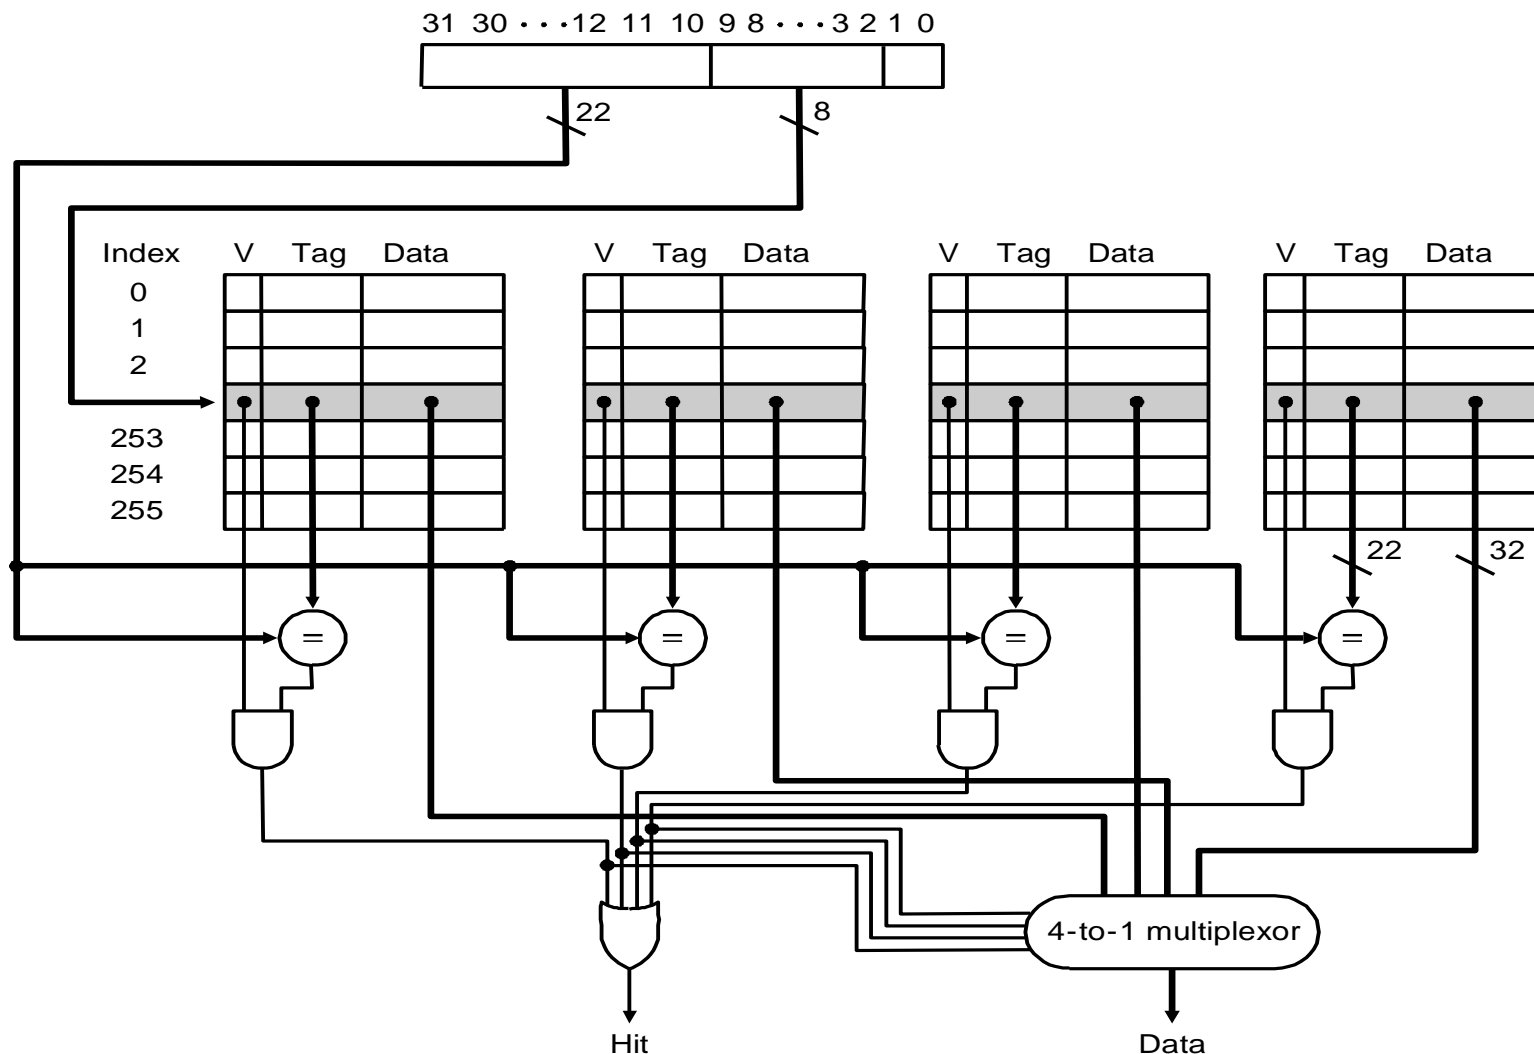 31 30 · · · 12 11 10 9 8 · · · 3 2 1 0
22
8
Index V Tag Data V Tag Data V Tag Data V Tag Data
0
1
2
253
254
255
22 32
= = = =
4-to-1 multiplexor
Hit Data